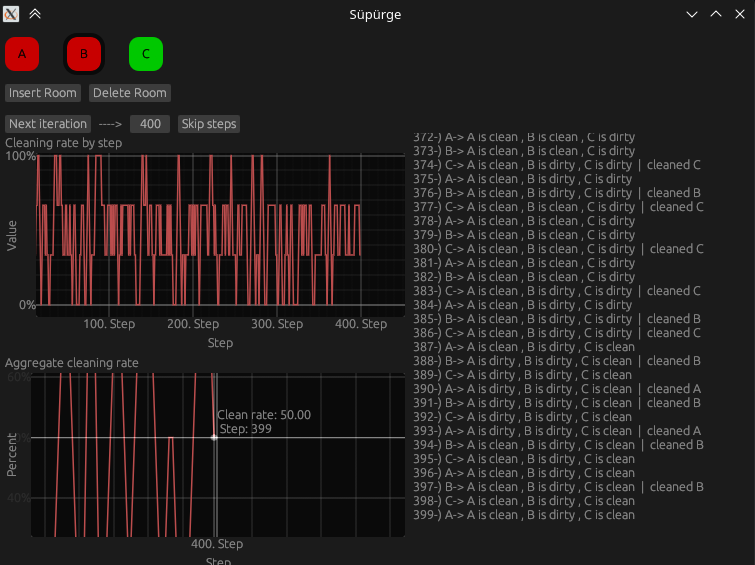 Süpürge
A B C
Insert Room Delete Room
Next iteration ----> 400 Skip steps
Cleaning rate by step
100%
Value
0%
100. Step 200. Step 300. Step 400. Step
Step
Aggregate cleaning rate
60%
Clean rate: 50.00
Step: 399
Percent
40%
400. Step
Step
372-) A-> A is clean , B is clean , C is dirty
373-) B-> A is clean , B is clean , C is dirty
374-) C-> A is clean , B is dirty , C is dirty | cleaned C
375-) A-> A is clean , B is dirty , C is dirty
376-) B-> A is clean , B is dirty , C is dirty | cleaned B
377-) C-> A is clean , B is clean , C is dirty | cleaned C
378-) A-> A is clean , B is clean , C is dirty
379-) B-> A is clean , B is clean , C is dirty
380-) C-> A is clean , B is dirty , C is dirty | cleaned C
381-) A-> A is clean , B is clean , C is dirty
382-) B-> A is clean , B is clean , C is dirty
383-) C-> A is clean , B is clean , C is dirty | cleaned C
384-) A-> A is clean , B is dirty , C is dirty
385-) B-> A is clean , B is dirty , C is dirty | cleaned B
386-) C-> A is clean , B is dirty , C is dirty | cleaned C
387-) A-> A is clean , B is dirty , C is clean
388-) B-> A is dirty , B is dirty , C is clean | cleaned B
389-) C-> A is clean , B is dirty , C is clean
390-) A-> A is dirty , B is dirty , C is clean | cleaned A
391-) B-> A is clean , B is dirty , C is clean | cleaned B
392-) C-> A is clean , B is dirty , C is clean
393-) A-> A is dirty , B is dirty , C is clean | cleaned A
394-) B-> A is clean , B is dirty , C is clean | cleaned B
395-) C-> A is clean , B is dirty , C is clean
396-) A-> A is clean , B is dirty , C is clean
397-) B-> A is clean , B is dirty , C is clean | cleaned B
398-) C-> A is clean , B is dirty , C is clean
399-) A-> A is clean , B is dirty , C is clean